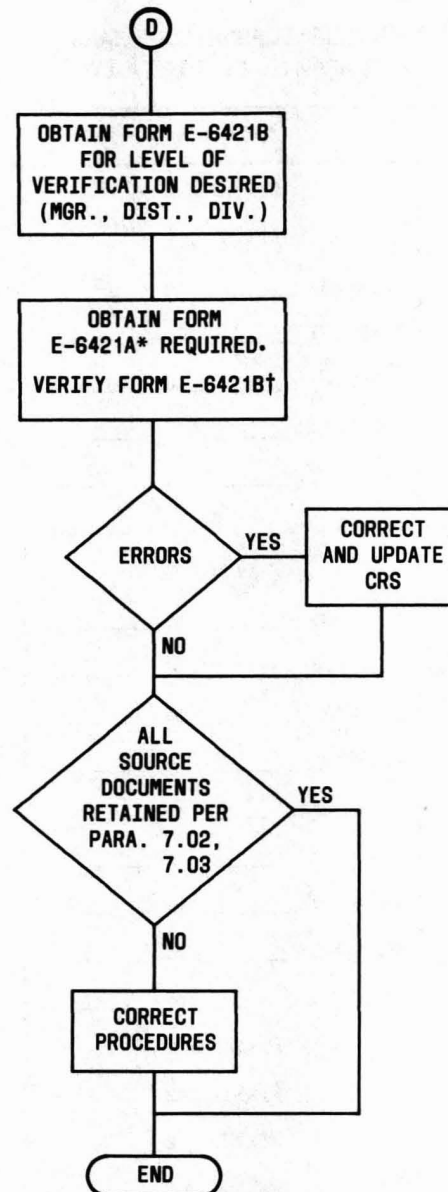 D
OBTAIN FORM E-6421B
FOR LEVEL OF
VERIFICATION DESIRED
(MGR., DIST., DIV.)
OBTAIN FORM
E-6421A* REQUIRED.
VERIFY FORM E-6421B†
ERRORS
YES
CORRECT
AND UPDATE
CRS
NO
ALL
SOURCE
DOCUMENTS
RETAINED PER
PARA. 7.02,
7.03
YES
NO
CORRECT
PROCEDURES
END